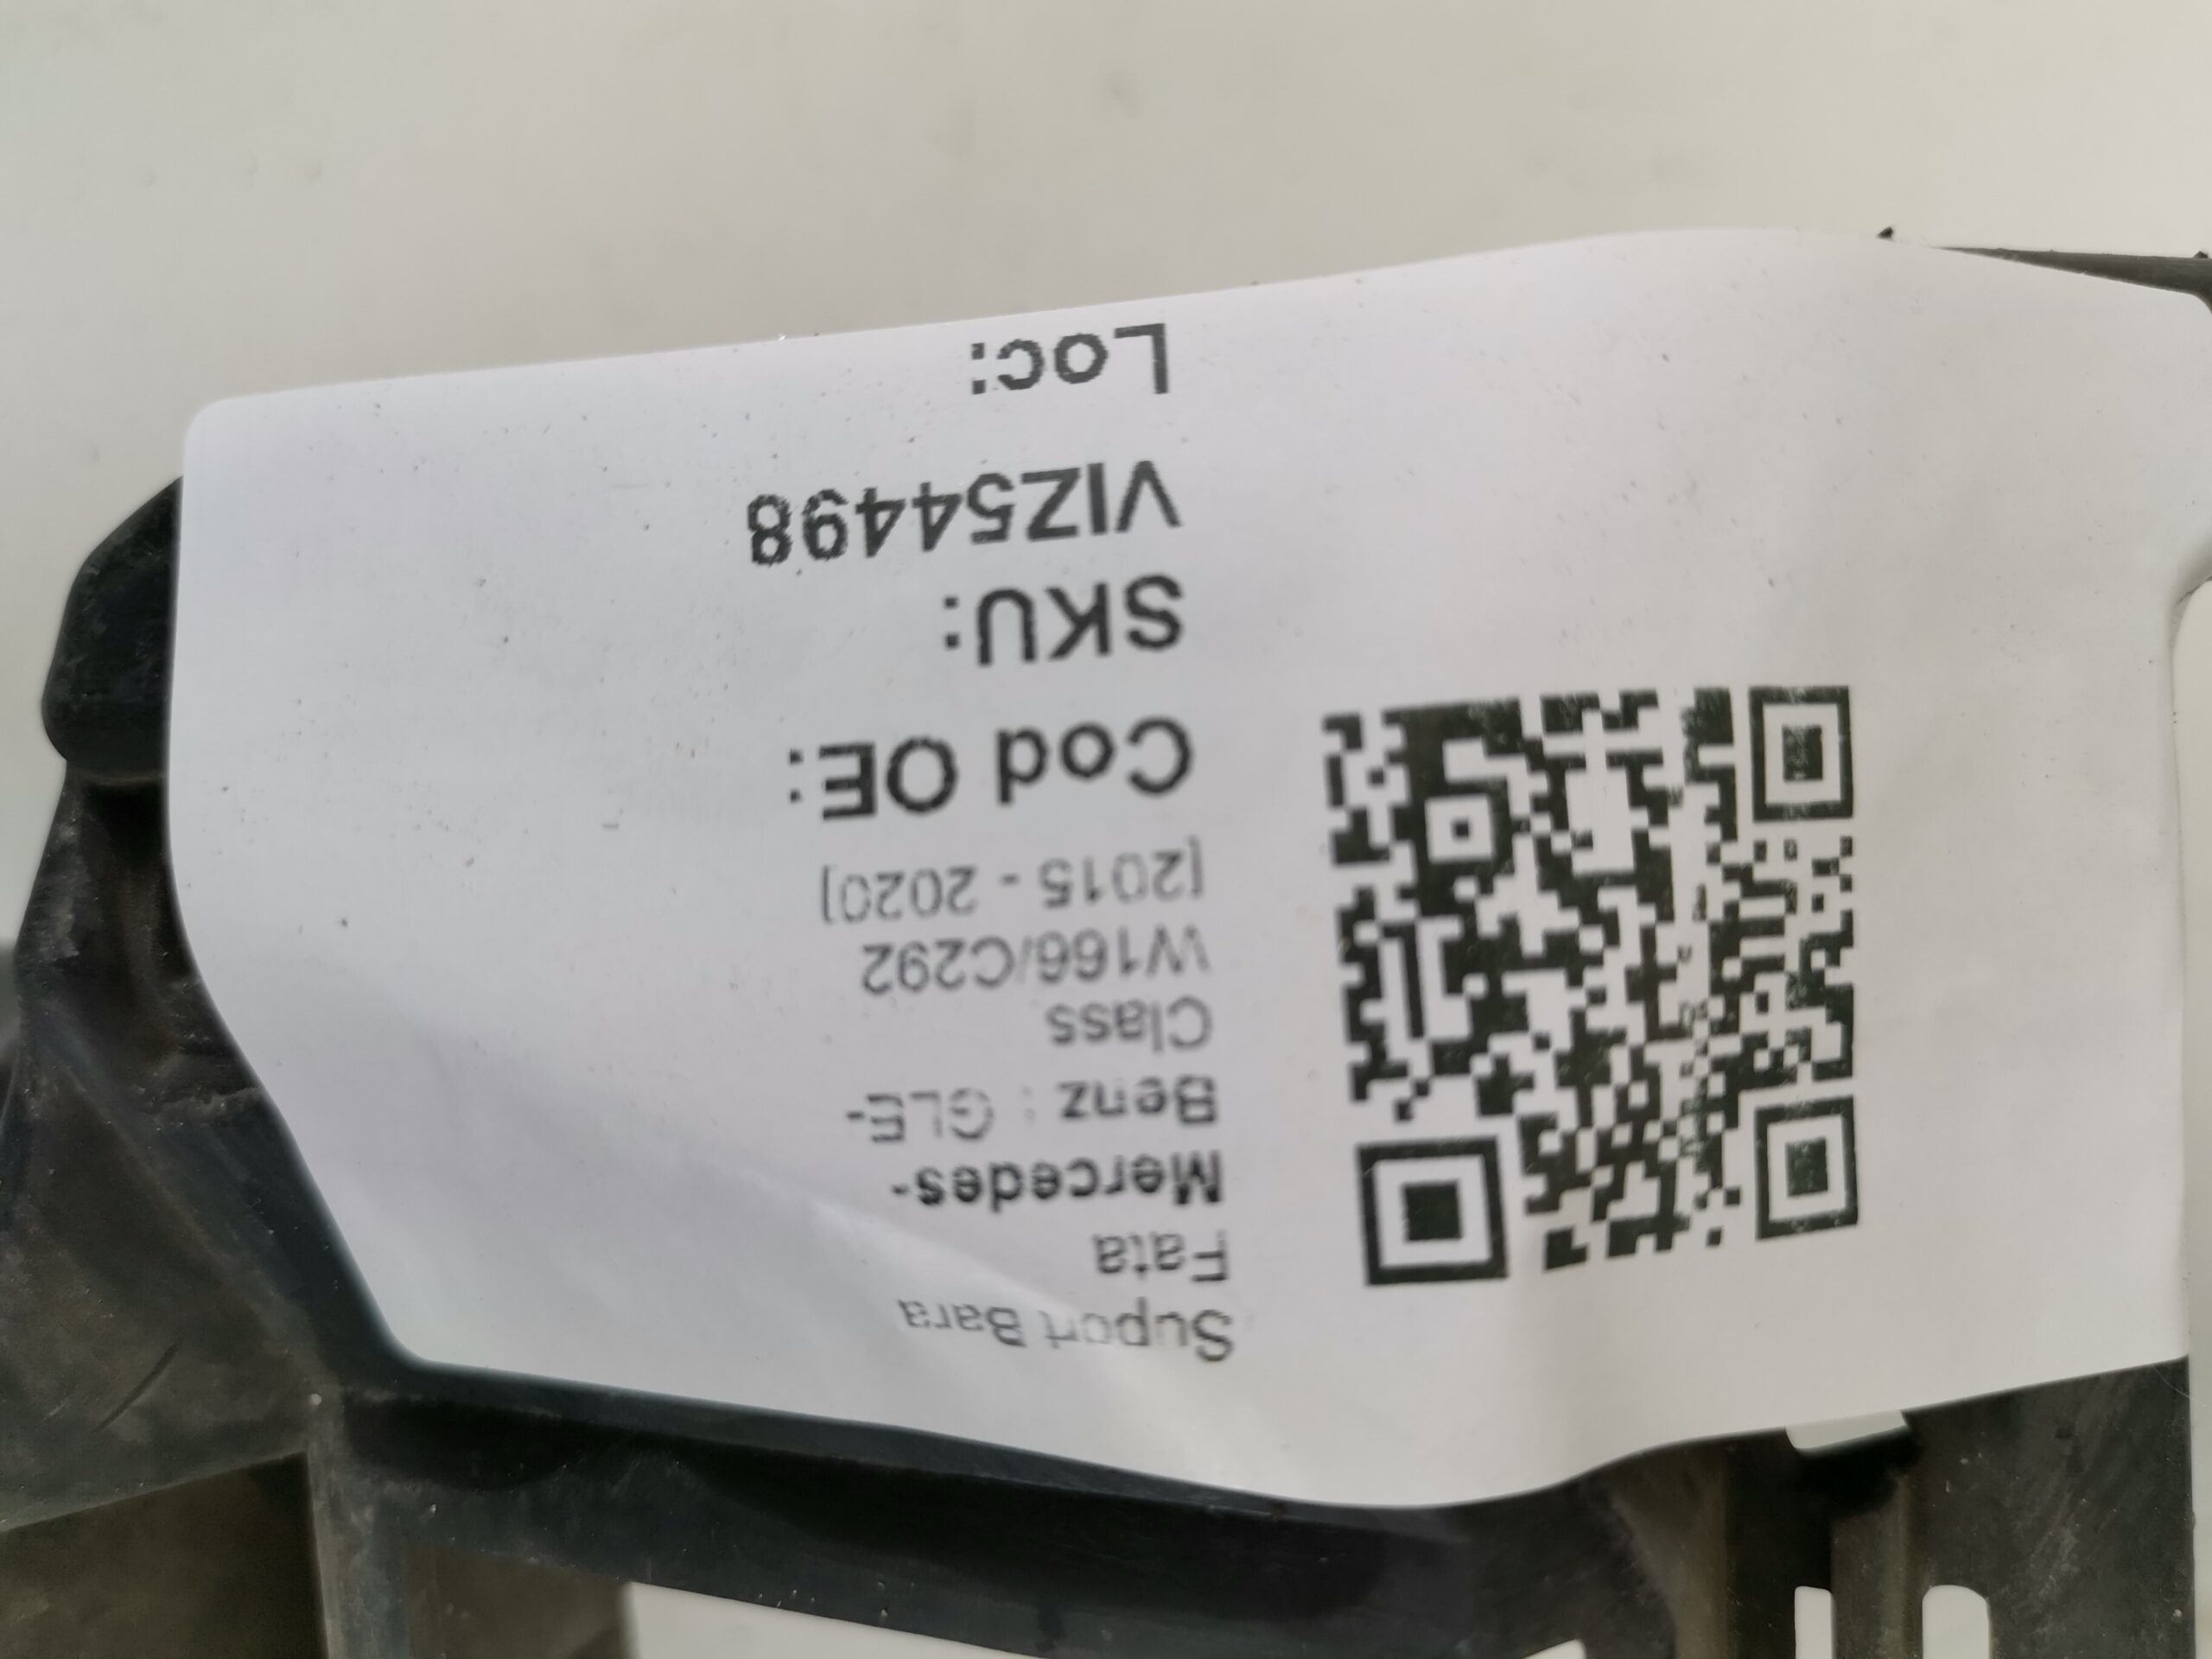 Suport Bara
Fata
Mercedes-
Benz : GLE-
Class
W166/C292
[2015 - 2020]
Cod OE:
SKU:
VIZ54498
Loc: